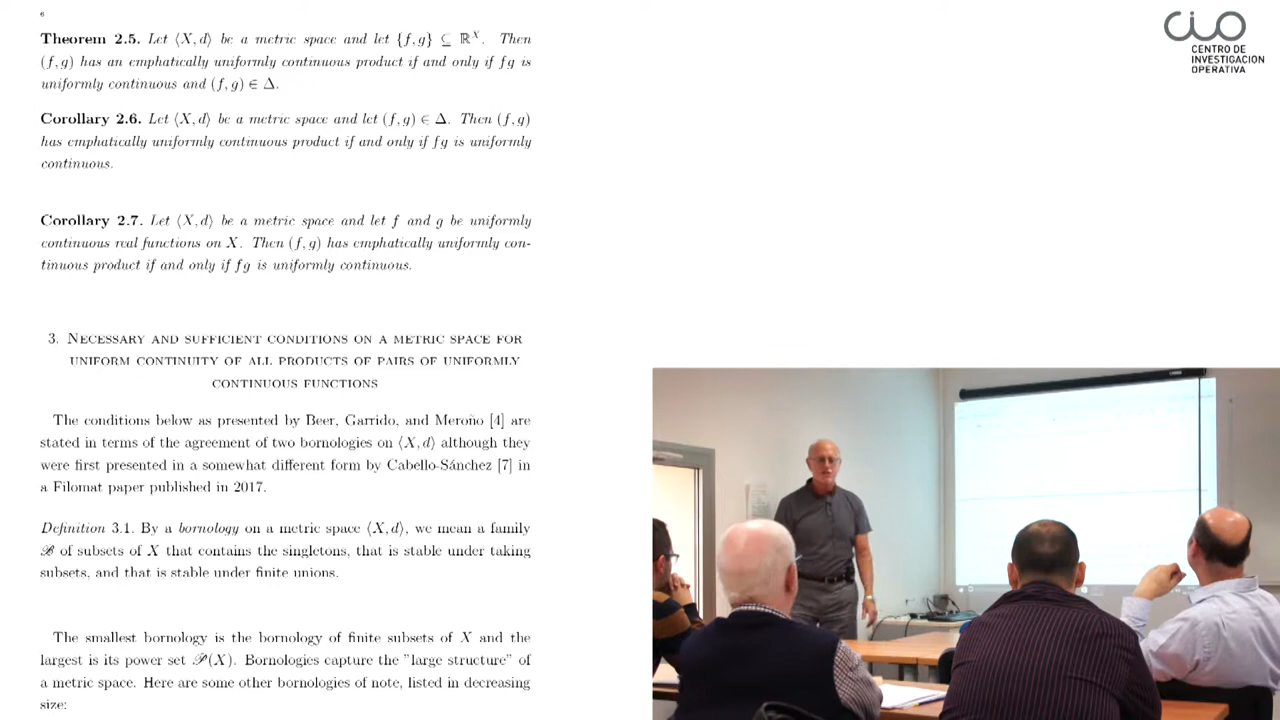 6
Theorem 2.5. Let ⟨X, d⟩ be a metric space and let {f, g} ⊆ ℝ^X. Then
(f, g) has an emphatically uniformly continuous product if and only if fg is
uniformly continuous and (f, g) ∈ Δ.
Corollary 2.6. Let ⟨X, d⟩ be a metric space and let (f, g) ∈ Δ. Then (f, g)
has emphatically uniformly continuous product if and only if fg is uniformly
continuous.
Corollary 2.7. Let ⟨X, d⟩ be a metric space and let f and g be uniformly
continuous real functions on X. Then (f, g) has emphatically uniformly con-
tinuous product if and only if fg is uniformly continuous.
3. Necessary and sufficient conditions on a metric space for
uniform continuity of all products of pairs of uniformly
continuous functions
The conditions below as presented by Beer, Garrido, and Meroño [4] are
stated in terms of the agreement of two bornologies on ⟨X, d⟩ although they
were first presented in a somewhat different form by Cabello-Sánchez [7] in
a Filomat paper published in 2017.
Definition 3.1. By a bornology on a metric space ⟨X, d⟩, we mean a family
ℬ of subsets of X that contains the singletons, that is stable under taking
subsets, and that is stable under finite unions.
The smallest bornology is the bornology of finite subsets of X and the
largest is its power set 𝒫(X). Bornologies capture the "large structure" of
a metric space. Here are some other bornologies of note, listed in decreasing
size:
CIO
CENTRO DE
INVESTIGACION
OPERATIVA